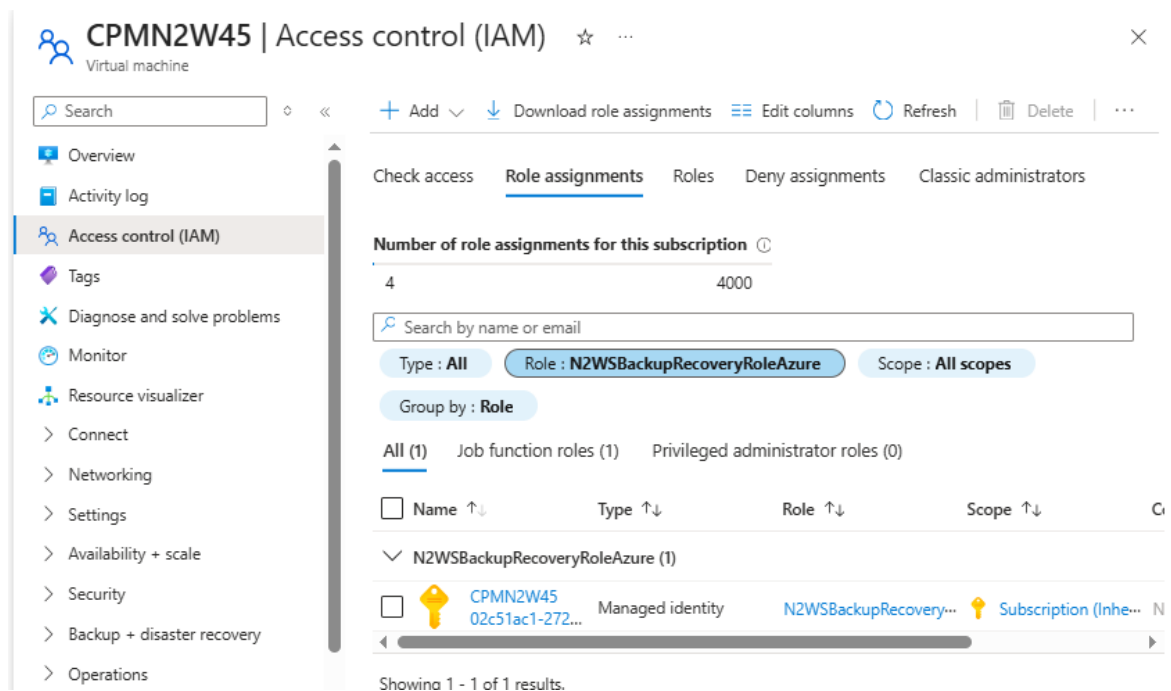 CPMN2W45 | Access control (IAM) ☆ ...
Virtual machine
Search
+ Add Download role assignments Edit columns Refresh Delete ...
Overview
Activity log
Access control (IAM)
Tags
Diagnose and solve problems
Monitor
Resource visualizer
Connect
Networking
Settings
Availability + scale
Security
Backup + disaster recovery
Operations
Check access Role assignments Roles Deny assignments Classic administrators
Number of role assignments for this subscription
4 4000
Search by name or email
Type : All Role : N2WSBackupRecoveryRoleAzure Scope : All scopes
Group by : Role
All (1) Job function roles (1) Privileged administrator roles (0)
Name ↑↓ Type ↑↓ Role ↑↓ Scope ↑↓
N2WSBackupRecoveryRoleAzure (1)
CPMN2W45
02c51ac1-272... Managed identity N2WSBackupRecovery... Subscription (Inhe...
Showing 1 - 1 of 1 results.